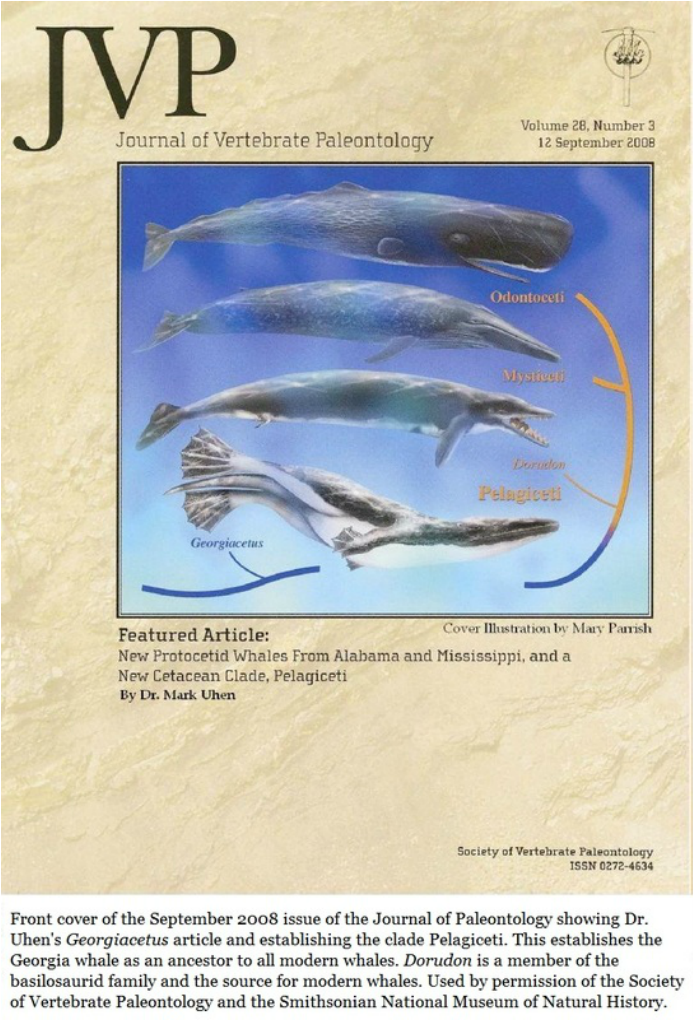 JVP
Journal of Vertebrate Paleontology
Volume 28, Number 3
12 September 2008
Odontoceti
Mysticeti
Dorudon
Pelagiceti
Georgiacetus
Cover Illustration by Mary Parrish
Featured Article:
New Protocetid Whales From Alabama and Mississippi, and a
New Cetacean Clade, Pelagiceti
By Dr. Mark Uhen
Society of Vertebrate Paleontology
ISSN 0272-4634
Front cover of the September 2008 issue of the Journal of Paleontology showing Dr.
Uhen's Georgiacetus article and establishing the clade Pelagiceti. This establishes the
Georgia whale as an ancestor to all modern whales. Dorudon is a member of the
basilosaurid family and the source for modern whales. Used by permission of the Society
of Vertebrate Paleontology and the Smithsonian National Museum of Natural History.